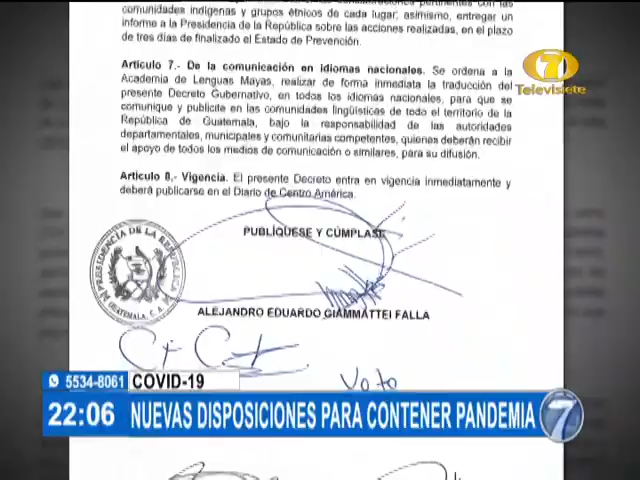 comunidades indígenas y grupos étnicos de cada lugar; asimismo, entregar un
informe a la Presidencia de la República sobre las acciones realizadas, en el plazo
de tres días de finalizado el Estado de Prevención.
Artículo 7.- De la comunicación en idiomas nacionales. Se ordena a la
Academia de Lenguas Mayas, realizar de forma inmediata la traducción del
presente Decreto Gubernativo, en todos los idiomas nacionales, para que se
comunique y publicite en las comunidades lingüísticas de todo el territorio de la
República de Guatemala, bajo la responsabilidad de las autoridades
departamentales, municipales y comunitarias competentes, quienes deberán recibir
el apoyo de todos los medios de comunicación o similares, para su difusión.
Artículo 8.- Vigencia. El presente Decreto entra en vigencia inmediatamente y
deberá publicarse en el Diario de Centro América.
PUBLÍQUESE Y CÚMPLASE
PRESIDENCIA DE LA REPÚBLICA
GUATEMALA, C. A.
ALEJANDRO EDUARDO GIAMMATTEI FALLA
Voto
7
Televisiete
5534-8061 COVID-19
22:06 NUEVAS DISPOSICIONES PARA CONTENER PANDEMIA 7